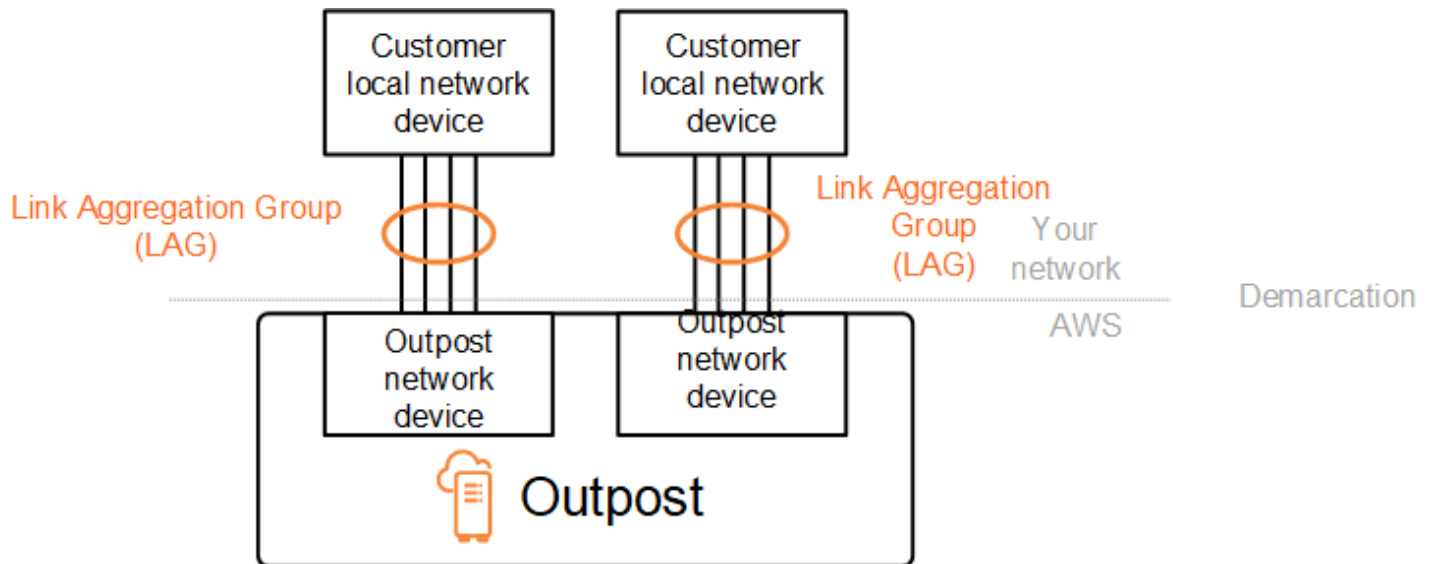 Customer
local network
device
Customer
local network
device
Link Aggregation Group
(LAG)
Link Aggregation
Group
(LAG)
Your
network
Demarcation
AWS
Outpost
network
device
Outpost
network
device
Outpost